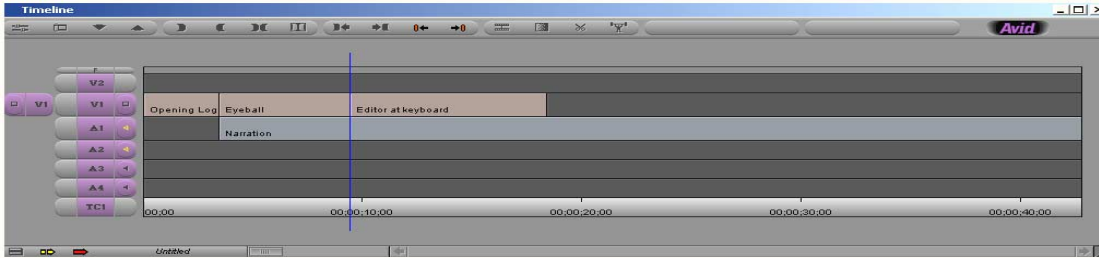 Timeline
Avid
V2
V1 V1 Opening Log Eyeball Editor at keyboard
A1 Narration
A2
A3
A4
TC1 00;00 00;00;10;00 00;00;20;00 00;00;30;00 00;00;40;00
Untitled